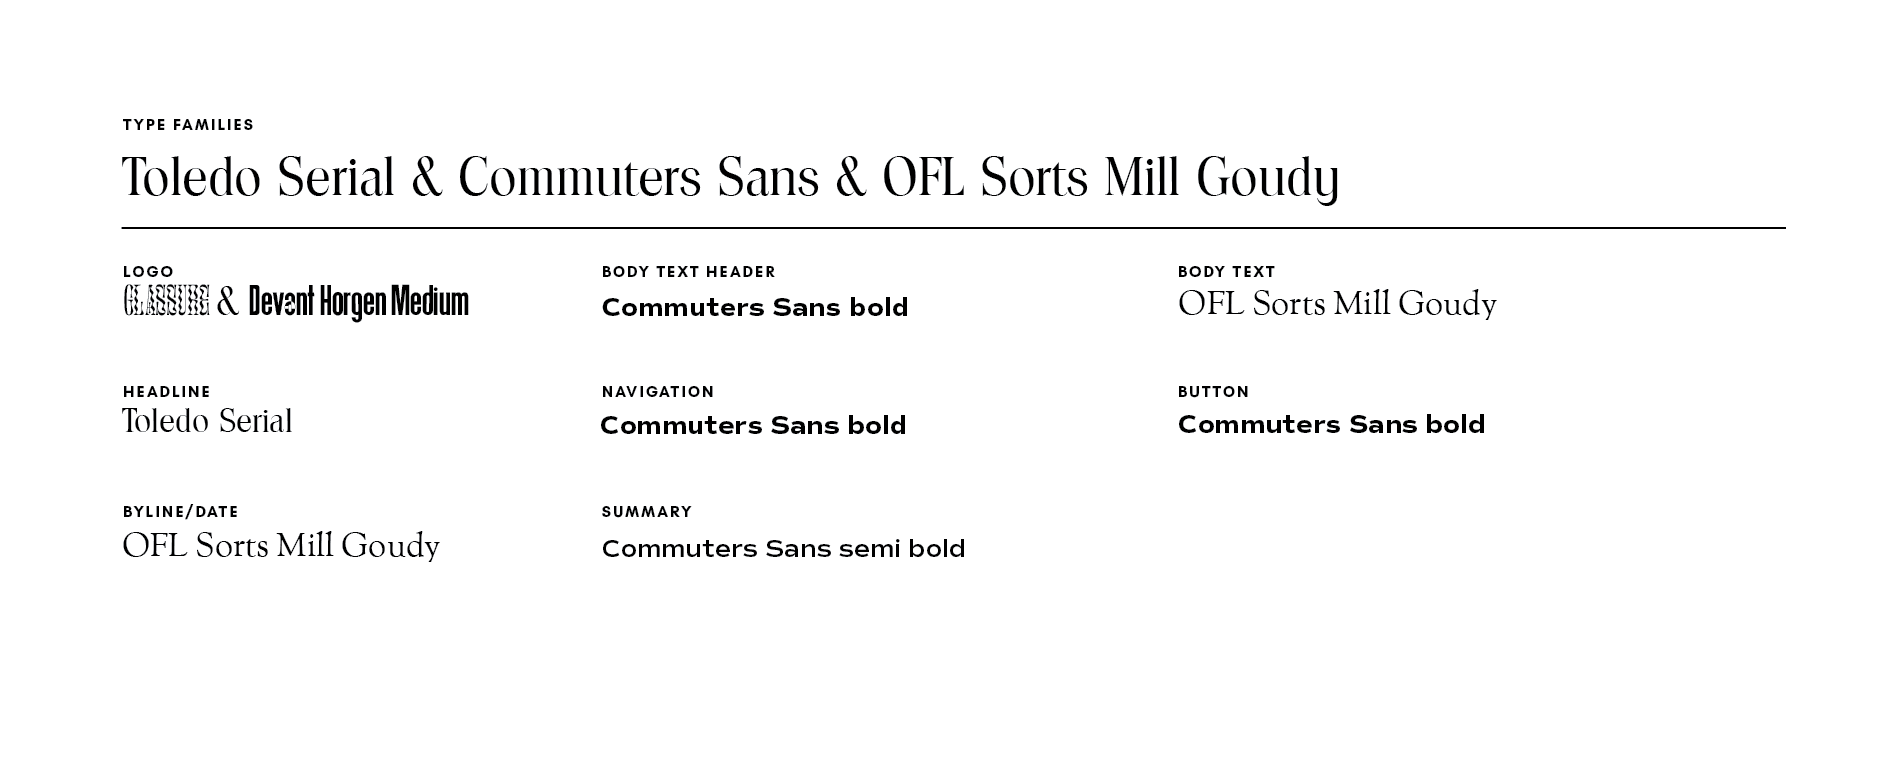 TYPE FAMILIES
Toledo Serial & Commuters Sans & OFL Sorts Mill Goudy
LOGO
& Devant Horgen Medium
BODY TEXT HEADER
Commuters Sans bold
BODY TEXT
OFL Sorts Mill Goudy
HEADLINE
Toledo Serial
NAVIGATION
Commuters Sans bold
BUTTON
Commuters Sans bold
BYLINE/DATE
OFL Sorts Mill Goudy
SUMMARY
Commuters Sans semi bold